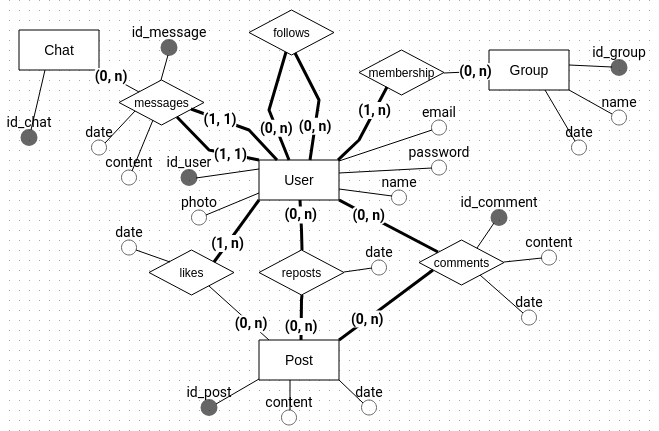 follows
id_message
Chat
id_group
(0, n)
membership
(0, n)
Group
messages
name
(1, n)
email
(1, 1)
id_chat
(0, n)
(0, n)
date
date
password
(1, 1)
content
id_user
User
name
photo
(0, n)
(0, n)
id_comment
date
(1, n)
content
date
likes
reposts
comments
date
(0, n)
(0, n)
(0, n)
Post
id_post
content
date